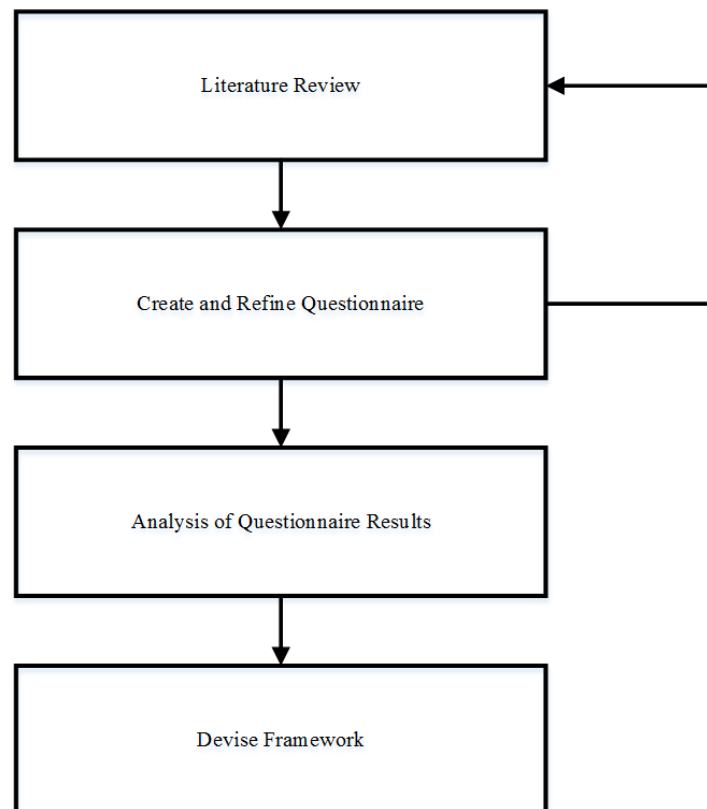 Literature Review
Create and Refine Questionnaire
Analysis of Questionnaire Results
Devise Framework